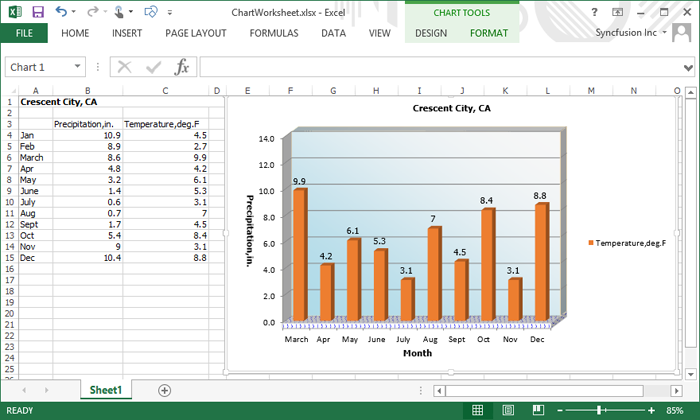 ChartWorksheet.xlsx - Excel
CHART TOOLS
FILE HOME INSERT PAGE LAYOUT FORMULAS DATA VIEW DESIGN FORMAT Syncfusion Inc
Chart 1
A B C D E F G H I J K L M N O
1 Crescent City, CA
2
3 Precipitation,in. Temperature,deg.F
4 Jan 10.9 4.5
5 Feb 8.9 2.7
6 March 8.6 9.9
7 Apr 4.8 4.2
8 May 3.2 6.1
9 June 1.4 5.3
10 July 0.6 3.1
11 Aug 0.7 7
12 Sept 1.7 4.5
13 Oct 5.4 8.4
14 Nov 9 3.1
15 Dec 10.4 8.8
16
17
18
19
20
21
22
23
24
25
Crescent City, CA
Precipitation,in.
14.0
12.0
10.0
8.0
6.0
4.0
2.0
0.0
9.9 4.2 6.1 5.3 3.1 7 4.5 8.4 3.1 8.8
March Apr May June July Aug Sept Oct Nov Dec
Month
Temperature,deg.F
Sheet1
READY
85%